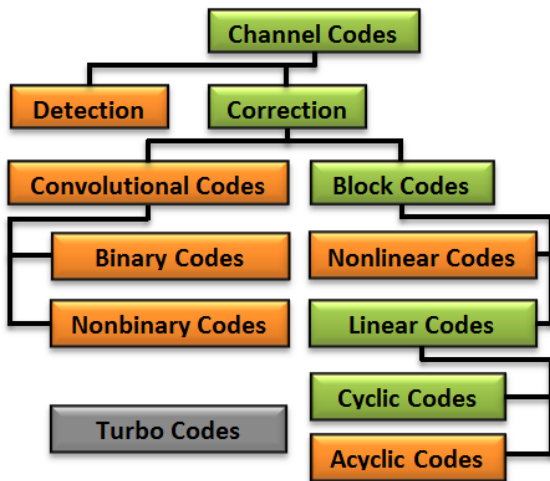 Channel Codes
Detection
Correction
Convolutional Codes
Block Codes
Binary Codes
Nonlinear Codes
Nonbinary Codes
Linear Codes
Cyclic Codes
Turbo Codes
Acyclic Codes